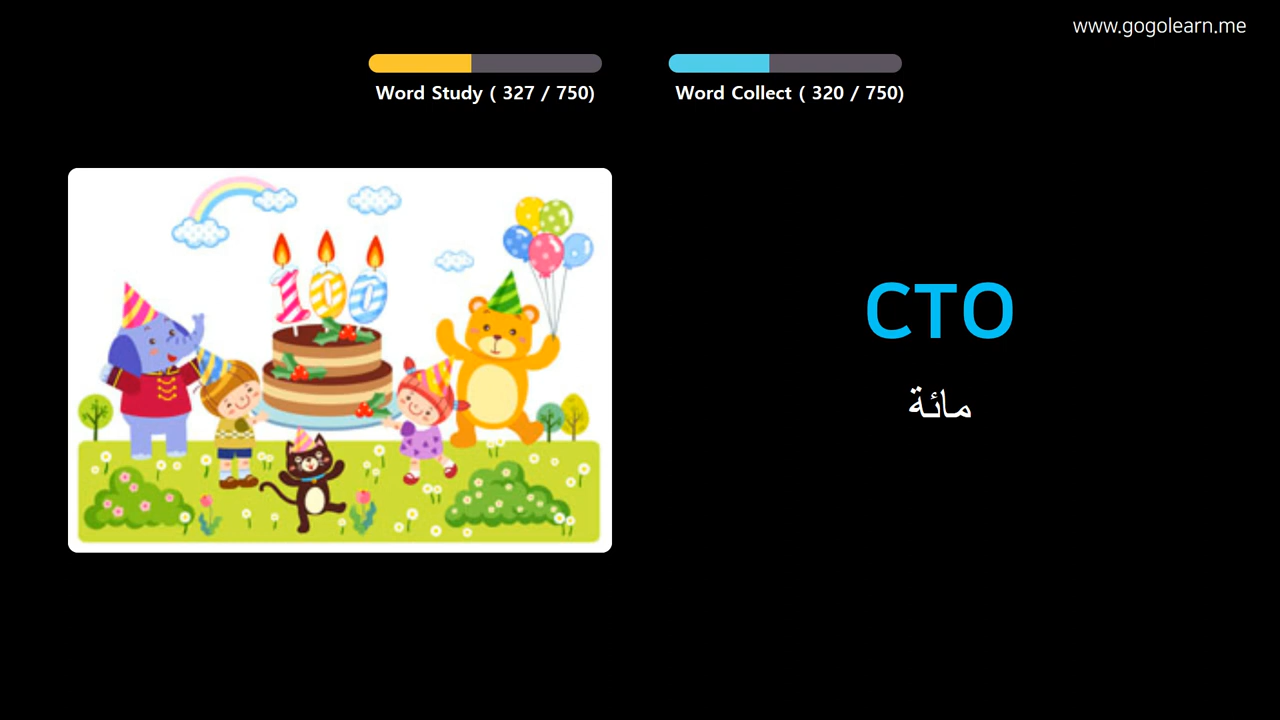 www.gogolearn.me
Word Study ( 327 / 750)
Word Collect ( 320 / 750)
100
СТО
مائة